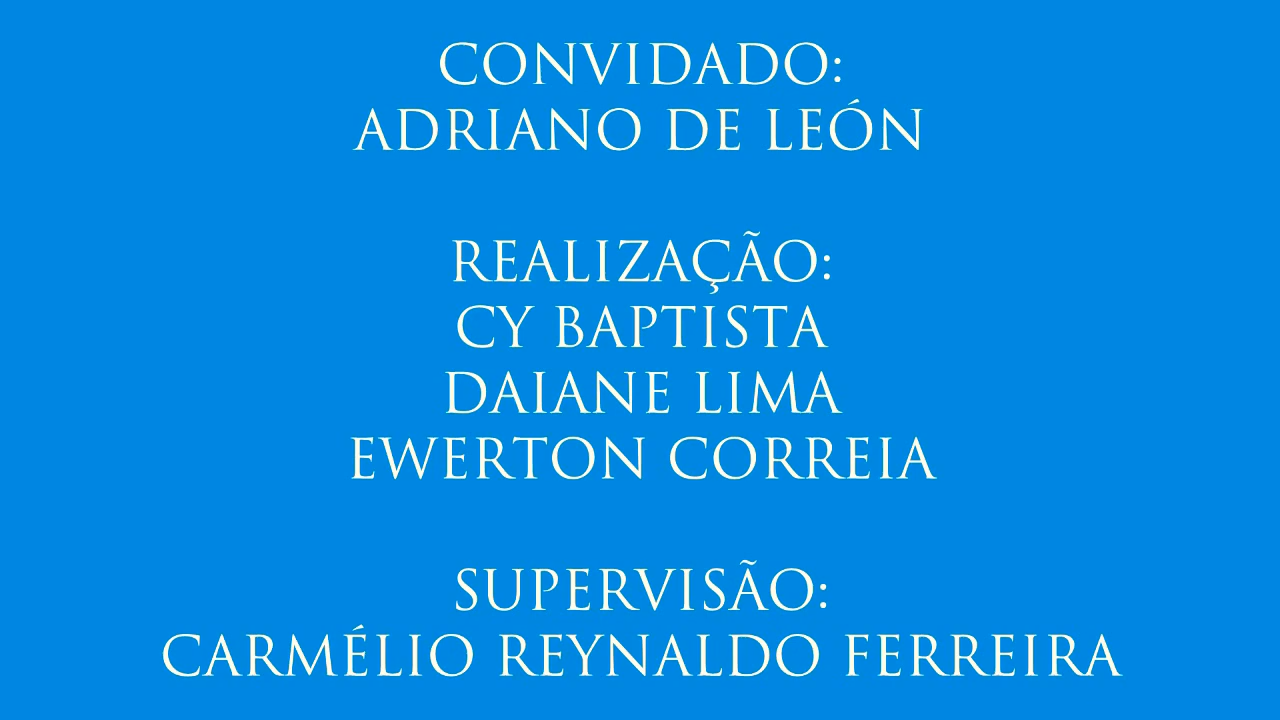 CONVIDADO:
ADRIANO DE LEÓN
REALIZAÇÃO:
CY BAPTISTA
DAIANE LIMA
EWERTON CORREIA
SUPERVISÃO:
CARMÉLIO REYNALDO FERREIRA